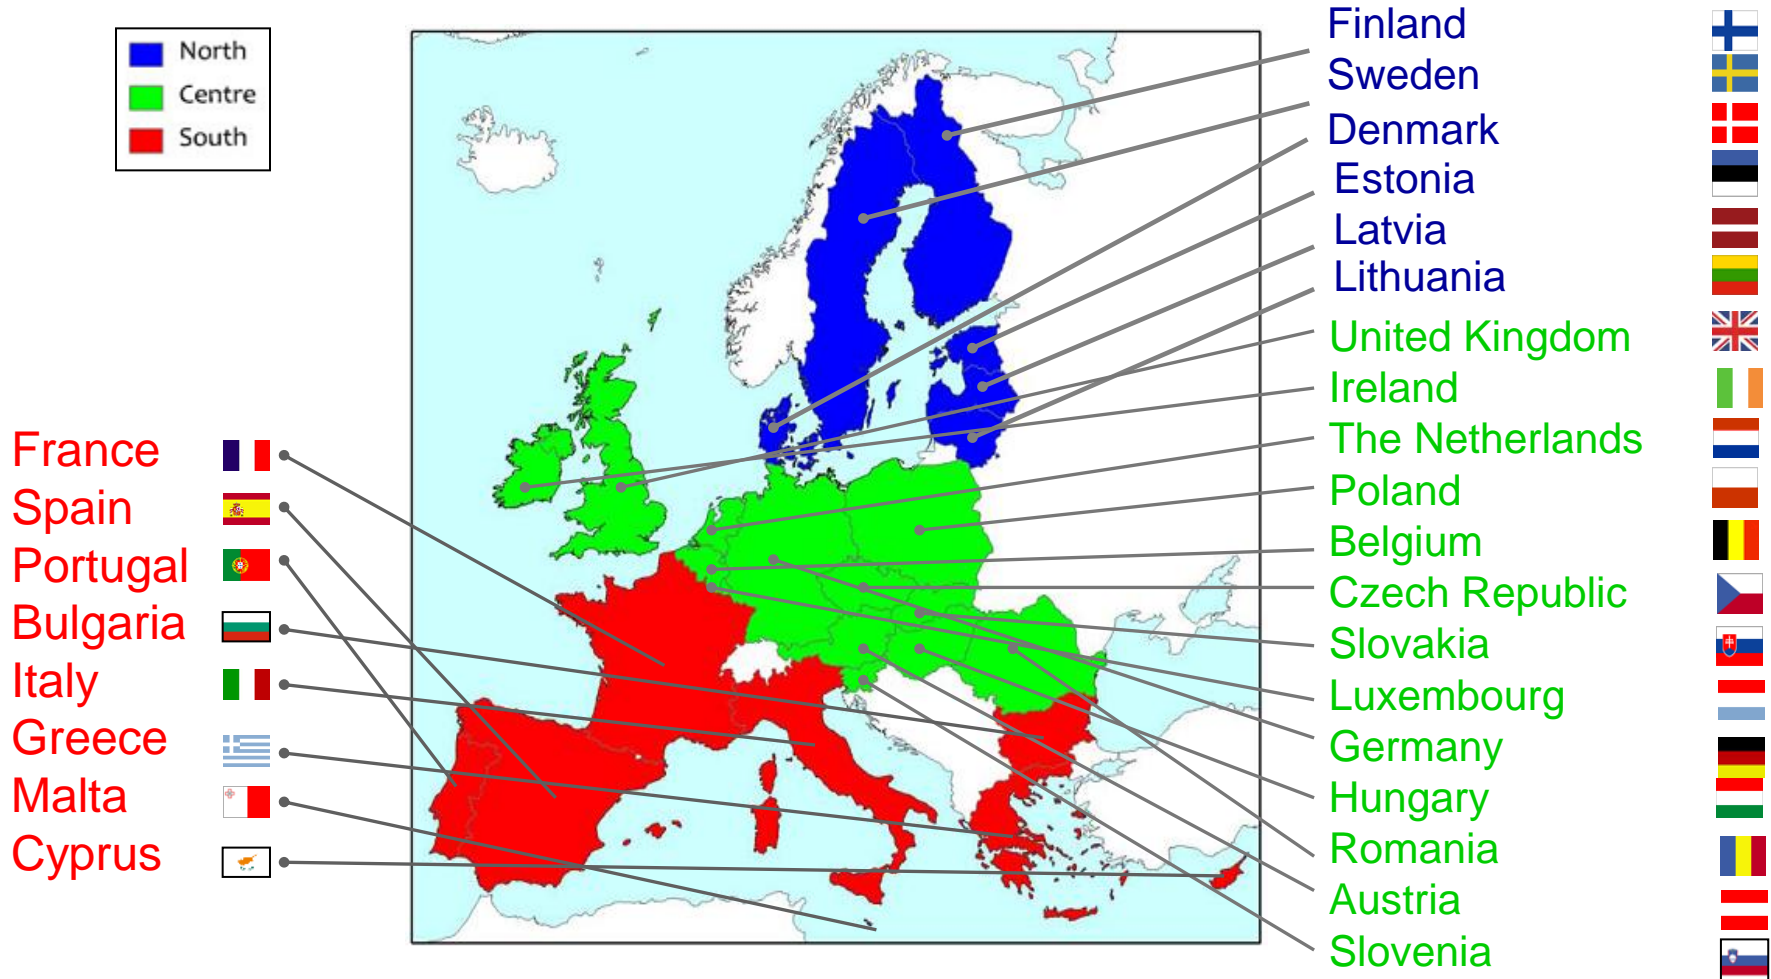 North
Centre
South
Finland
Sweden
Denmark
Estonia
Latvia
Lithuania
United Kingdom
Ireland
The Netherlands
Poland
Belgium
Czech Republic
Slovakia
Luxembourg
Germany
Hungary
Romania
Austria
Slovenia
France
Spain
Portugal
Bulgaria
Italy
Greece
Malta
Cyprus